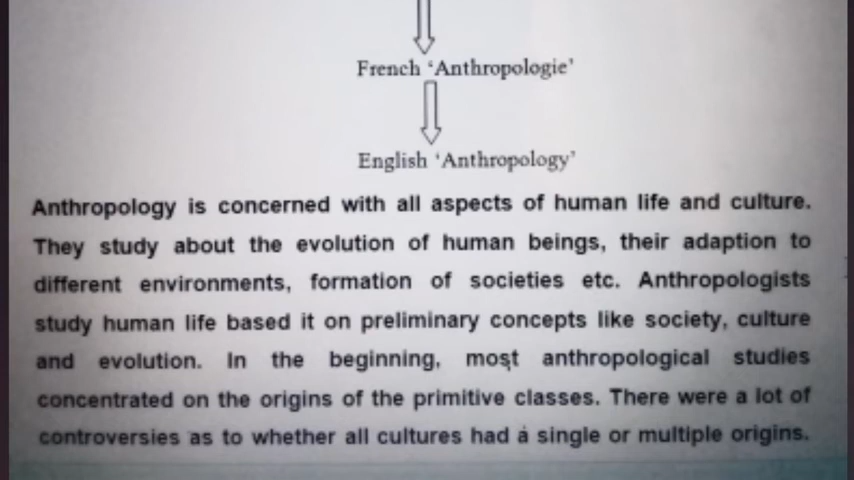 French ‘Anthropologie’
English ‘Anthropology’
Anthropology is concerned with all aspects of human life and culture.
They study about the evolution of human beings, their adaption to
different environments, formation of societies etc. Anthropologists
study human life based it on preliminary concepts like society, culture
and evolution. In the beginning, most anthropological studies
concentrated on the origins of the primitive classes. There were a lot of
controversies as to whether all cultures had a single or multiple origins.